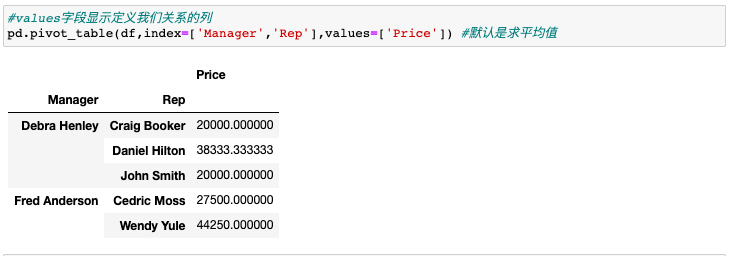 #values字段显示定义我们关系的列
pd.pivot_table(df,index=['Manager','Rep'],values=['Price']) #默认是求平均值
Price
Manager Rep
Debra Henley Craig Booker 20000.000000
Daniel Hilton 38333.333333
John Smith 20000.000000
Fred Anderson Cedric Moss 27500.000000
Wendy Yule 44250.000000